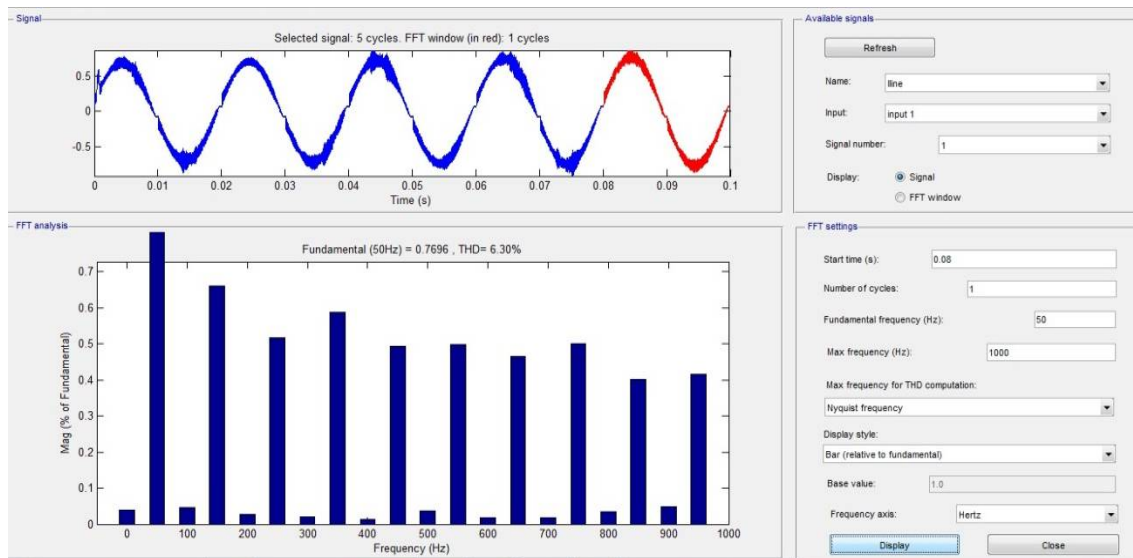 Signal
Selected signal: 5 cycles. FFT window (in red): 1 cycles
0.5
0
-0.5
0 0.01 0.02 0.03 0.04 0.05 0.06 0.07 0.08 0.09 0.1
Time (s)
FFT analysis
Fundamental (50Hz) = 0.7696 , THD= 6.30%
Mag (% of Fundamental)
0.7
0.6
0.5
0.4
0.3
0.2
0.1
0
0 100 200 300 400 500 600 700 800 900 1000
Frequency (Hz)
Available signals
Refresh
Name: Iline
Input: input 1
Signal number: 1
Display: Signal
FFT window
FFT settings
Start time (s): 0.08
Number of cycles: 1
Fundamental frequency (Hz): 50
Max frequency (Hz): 1000
Max frequency for THD computation:
Nyquist frequency
Display style:
Bar (relative to fundamental)
Base value: 1.0
Frequency axis: Hertz
Display Close